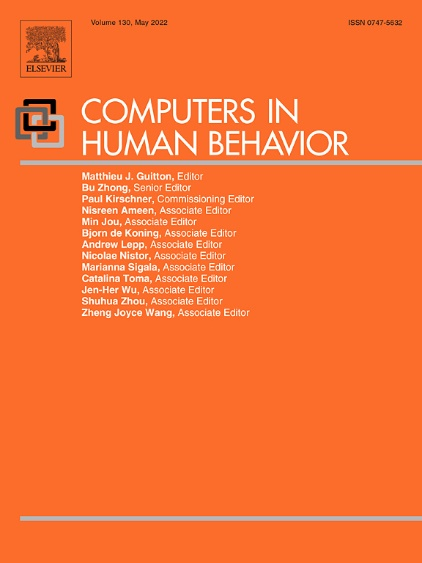 Volume 130, May 2022
ISSN 0747-5632
ELSEVIER
COMPUTERS IN
HUMAN BEHAVIOR
Matthieu J. Guitton, Editor
Bu Zhong, Senior Editor
Paul Kirschner, Commissioning Editor
Nisreen Ameen, Associate Editor
Min Jou, Associate Editor
Bjorn de Koning, Associate Editor
Andrew Lepp, Associate Editor
Nicolae Nistor, Associate Editor
Marianna Sigala, Associate Editor
Catalina Toma, Associate Editor
Jen-Her Wu, Associate Editor
Shuhua Zhou, Associate Editor
Zheng Joyce Wang, Associate Editor